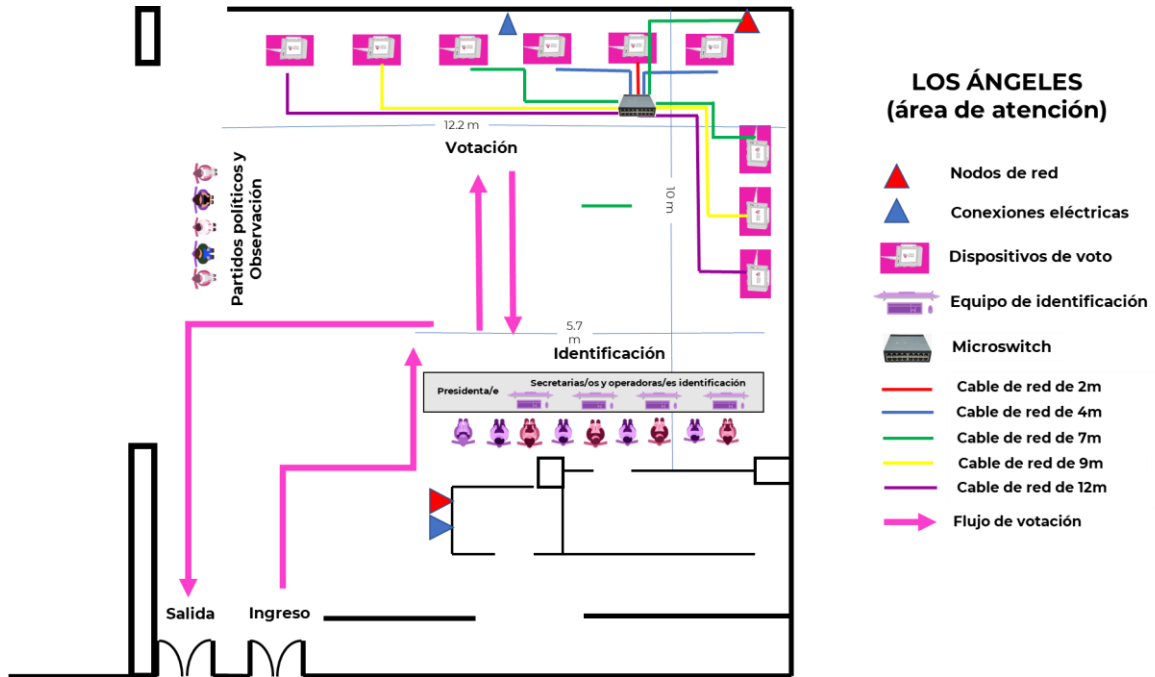 LOS ÁNGELES
(área de atención)
12.2 m
Votación
10 m
Partidos políticos y
Observación
5.7
m
Identificación
Presidenta/e
Secretarias/os y operadoras/es identificación
Salida
Ingreso
Nodos de red
Conexiones eléctricas
Dispositivos de voto
Equipo de identificación
Microswitch
Cable de red de 2m
Cable de red de 4m
Cable de red de 7m
Cable de red de 9m
Cable de red de 12m
Flujo de votación